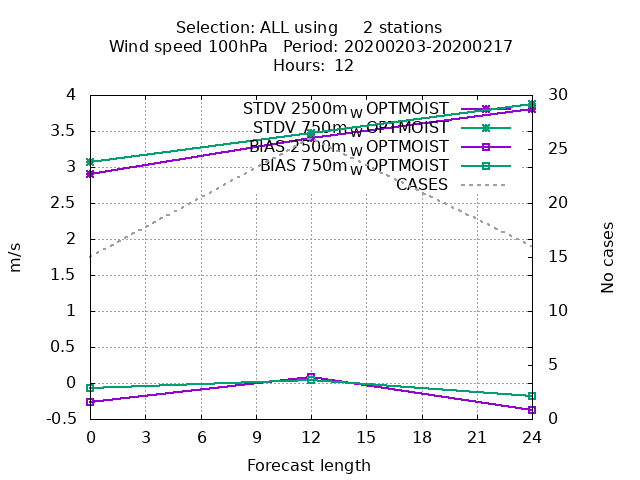 Selection: ALL using 2 stations
Wind speed 100hPa Period: 20200203-20200217
Hours: 12
4
3.5
3
2.5
2
1.5
1
0.5
0
-0.5
m/s
STDV 2500m_W OPTMOIST
STDV 750m_W OPTMOIST
BIAS 2500m_W OPTMOIST
BIAS 750m_W OPTMOIST
CASES
30
25
20
15
10
5
0
No cases
0 3 6 9 12 15 18 21 24
Forecast length